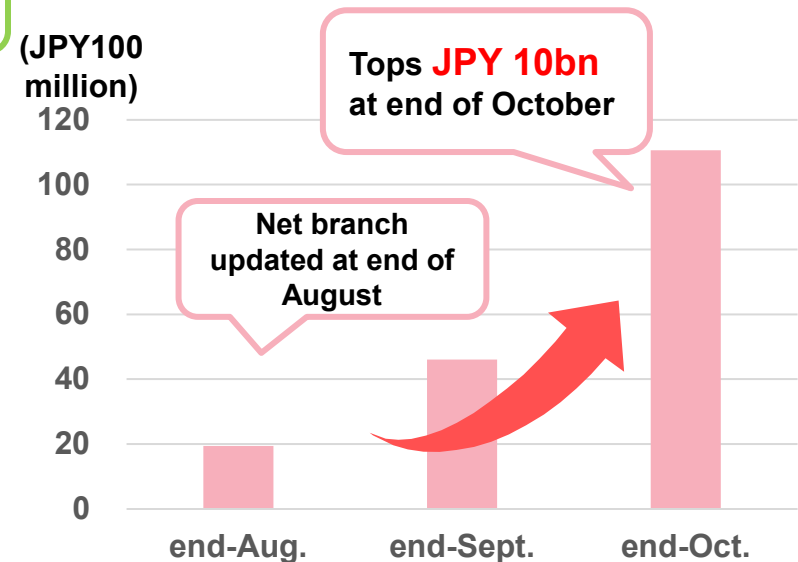 (JPY100
million)
Tops JPY 10bn
at end of October
Net branch
updated at end of
August
120
100
80
60
40
20
0
end-Aug.
end-Sept.
end-Oct.